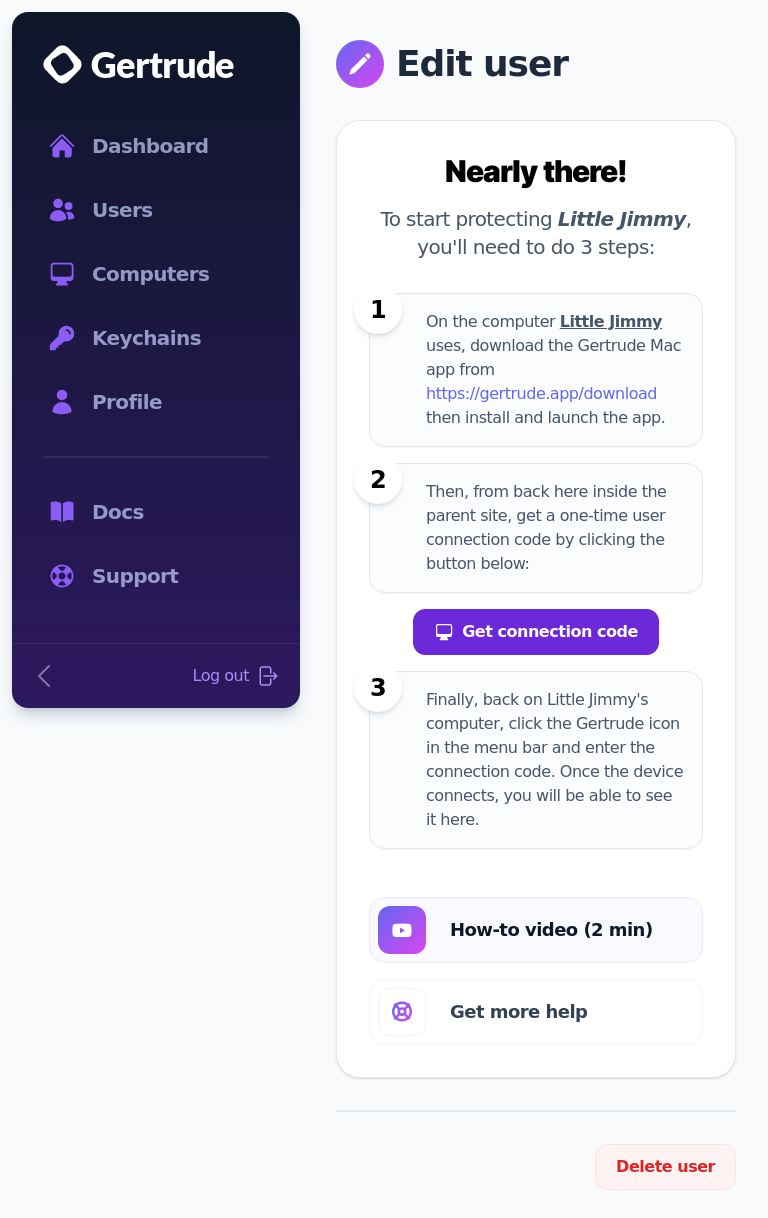 Gertrude
Dashboard
Users
Computers
Keychains
Profile
Docs
Support
Log out
Edit user
Nearly there!
To start protecting Little Jimmy,
you'll need to do 3 steps:
1
On the computer Little Jimmy
uses, download the Gertrude Mac
app from
https://gertrude.app/download
then install and launch the app.
2
Then, from back here inside the
parent site, get a one-time user
connection code by clicking the
button below:
Get connection code
3
Finally, back on Little Jimmy's
computer, click the Gertrude icon
in the menu bar and enter the
connection code. Once the device
connects, you will be able to see
it here.
How-to video (2 min)
Get more help
Delete user